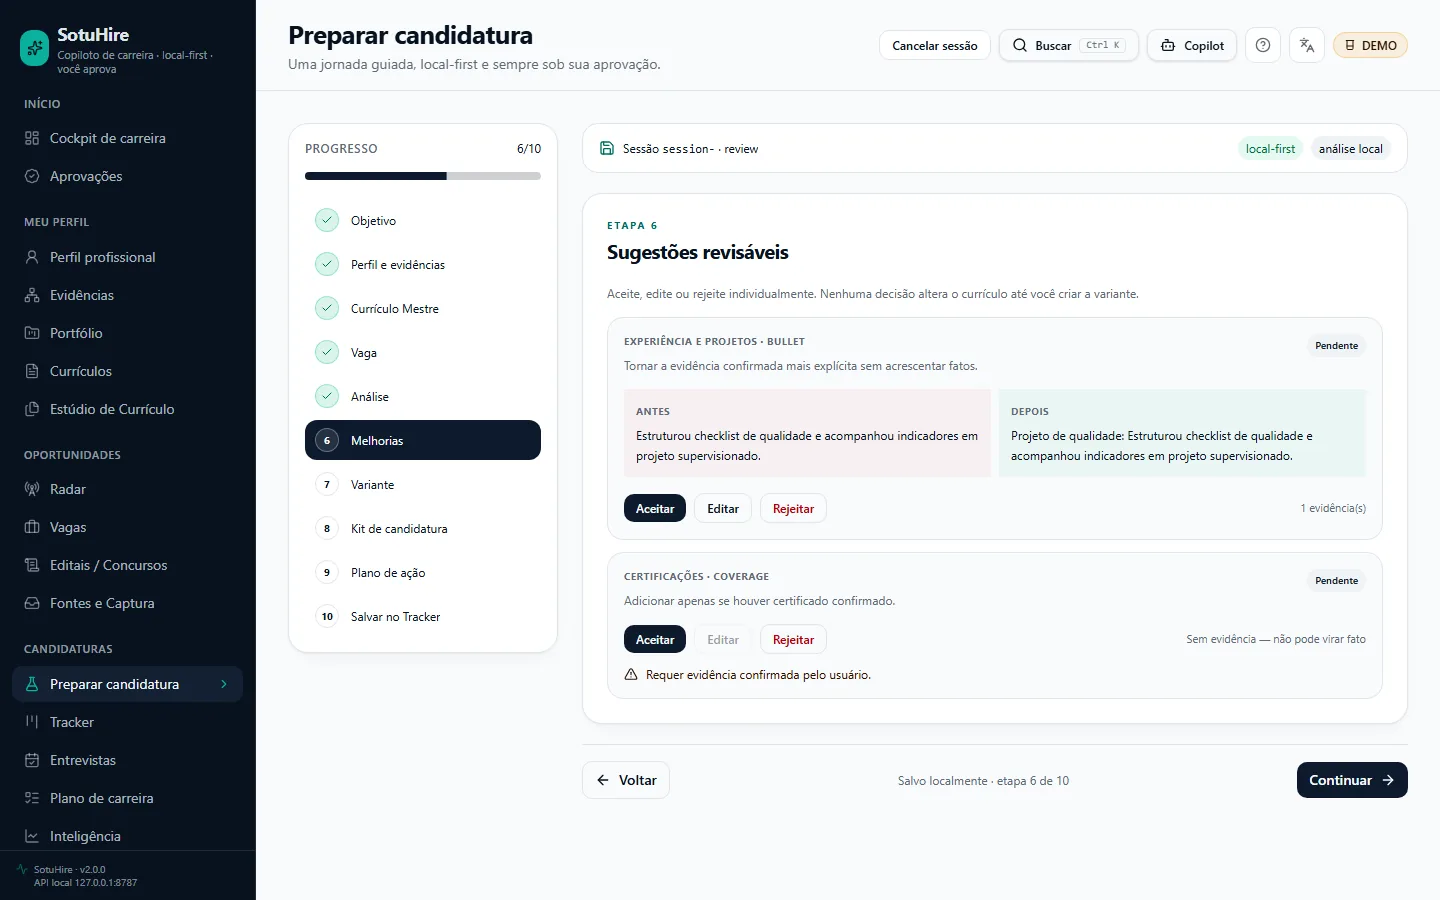 SotuHire
Copiloto de carreira · local-first ·
você aprova
INÍCIO
Cockpit de carreira
Aprovações
MEU PERFIL
Perfil profissional
Evidências
Portfólio
Currículos
Estúdio de Currículo
OPORTUNIDADES
Radar
Vagas
Editais / Concursos
Fontes e Captura
CANDIDATURAS
Preparar candidatura
Tracker
Entrevistas
Plano de carreira
Inteligência
SotuHire · v2.0.0
API local 127.0.0.1:8787
Preparar candidatura
Uma jornada guiada, local-first e sempre sob sua aprovação.
Cancelar sessão
Buscar Ctrl K
Copilot
DEMO
PROGRESSO 6/10
Objetivo
Perfil e evidências
Currículo Mestre
Vaga
Análise
6 Melhorias
7 Variante
8 Kit de candidatura
9 Plano de ação
10 Salvar no Tracker
Sessão session- · review
local-first
análise local
ETAPA 6
Sugestões revisáveis
Aceite, edite ou rejeite individualmente. Nenhuma decisão altera o currículo até você criar a variante.
EXPERIÊNCIA E PROJETOS · BULLET
Pendente
Tornar a evidência confirmada mais explícita sem acrescentar fatos.
ANTES
Estruturou checklist de qualidade e acompanhou indicadores em
projeto supervisionado.
DEPOIS
Projeto de qualidade: Estruturou checklist de qualidade e
acompanhou indicadores em projeto supervisionado.
Aceitar Editar Rejeitar
1 evidência(s)
CERTIFICAÇÕES · COVERAGE
Pendente
Adicionar apenas se houver certificado confirmado.
Aceitar Editar Rejeitar
Sem evidência — não pode virar fato
Requer evidência confirmada pelo usuário.
Voltar
Salvo localmente · etapa 6 de 10
Continuar